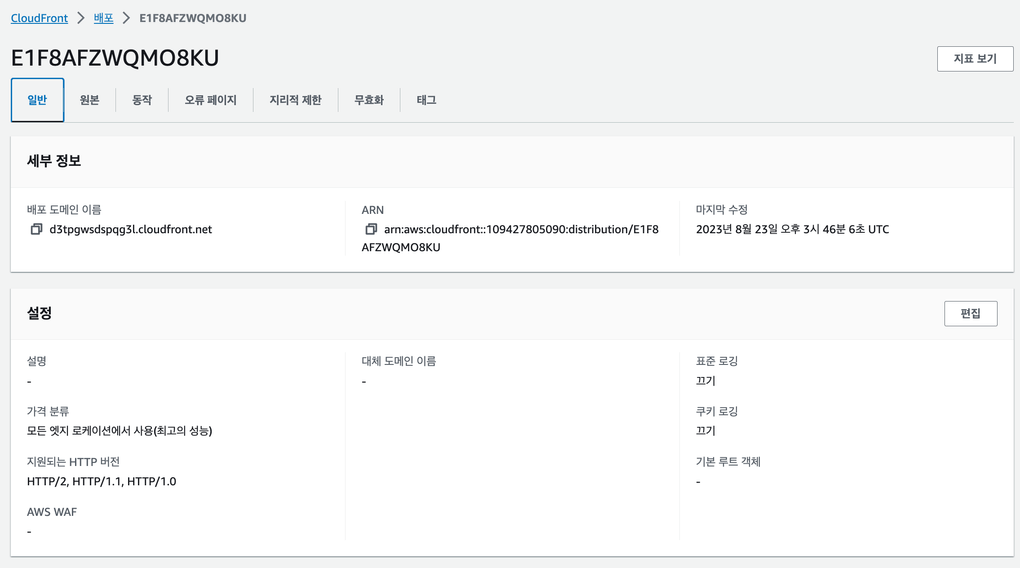 CloudFront > 배포 > E1F8AFZWQMO8KU
E1F8AFZWQMO8KU
지표 보기
일반 원본 동작 오류 페이지 지리적 제한 무효화 태그
세부 정보
배포 도메인 이름
d3tpgwsdspqg3l.cloudfront.net
ARN
arn:aws:cloudfront::109427805090:distribution/E1F8
AFZWQMO8KU
마지막 수정
2023년 8월 23일 오후 3시 46분 6초 UTC
설정
편집
설명
-
가격 분류
모든 엣지 로케이션에서 사용(최고의 성능)
지원되는 HTTP 버전
HTTP/2, HTTP/1.1, HTTP/1.0
AWS WAF
-
대체 도메인 이름
-
표준 로깅
끄기
쿠키 로깅
끄기
기본 루트 객체
-